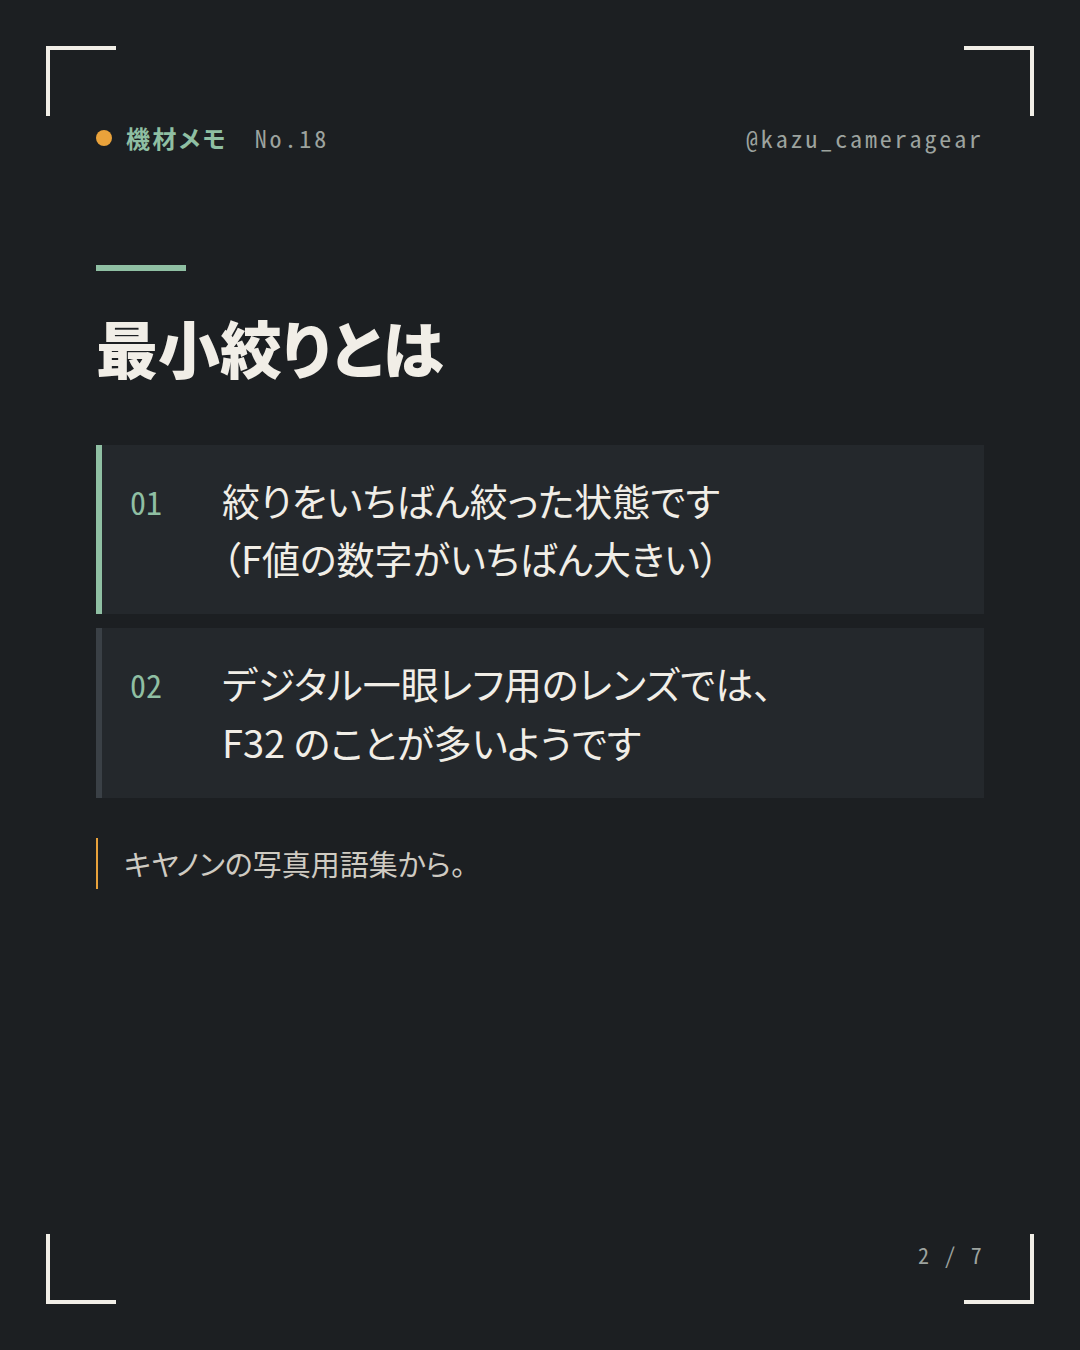 機材メモ No.18
@kazu_cameragear
最小絞りとは
01 絞りをいちばん絞った状態です
（F値の数字がいちばん大きい）
02 デジタル一眼レフ用のレンズでは、
F32 のことが多いようです
キヤノンの写真用語集から。
2 / 7